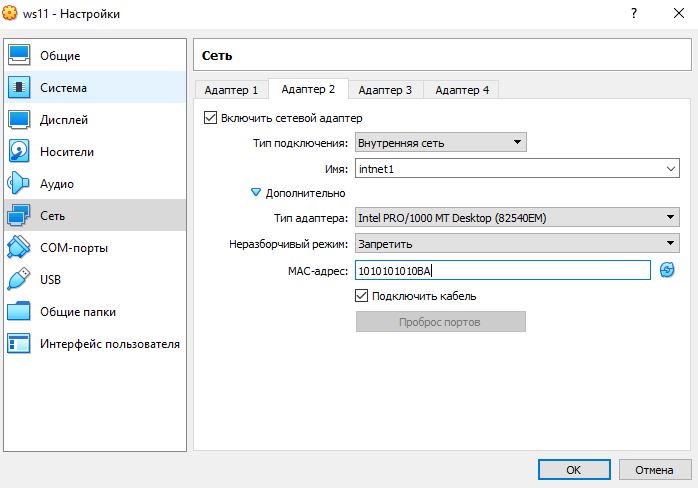 ws11 - Настройки
Общие
Система
Дисплей
Носители
Аудио
Сеть
COM-порты
USB
Общие папки
Интерфейс пользователя
Сеть
Адаптер 1 Адаптер 2 Адаптер 3 Адаптер 4
Включить сетевой адаптер
Тип подключения: Внутренняя сеть
Имя: intnet1
Дополнительно
Тип адаптера: Intel PRO/1000 MT Desktop (82540EM)
Неразборчивый режим: Запретить
MAC-адрес: 1010101010BA
Подключить кабель
Проброс портов
OK Отмена